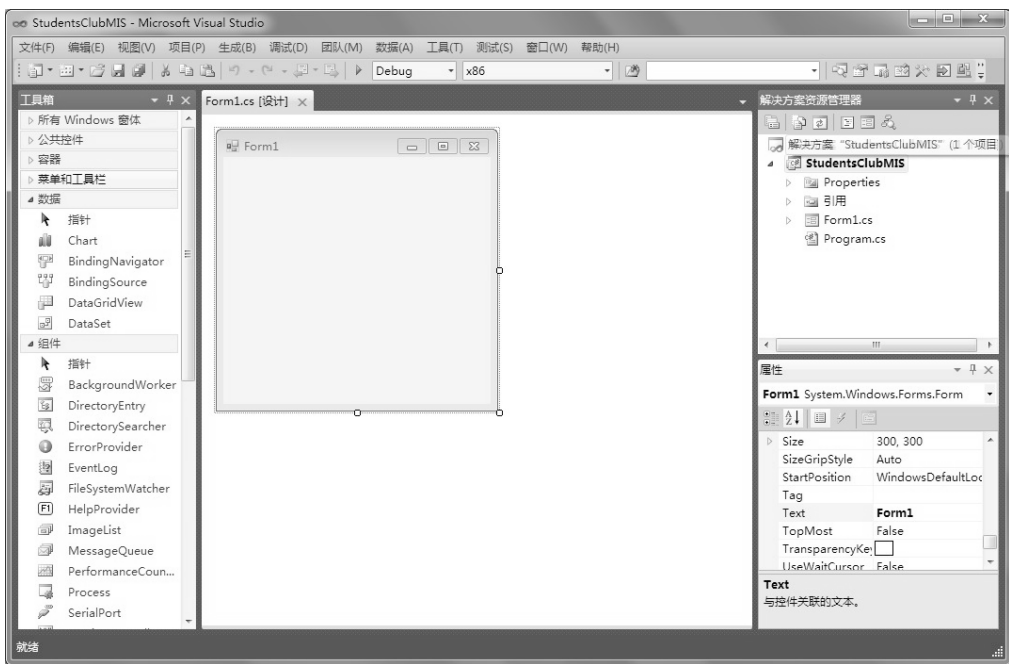 StudentsClubMIS - Microsoft Visual Studio
文件(F) 编辑(E) 视图(V) 项目(P) 生成(B) 调试(D) 团队(M) 数据(A) 工具(T) 测试(S) 窗口(W) 帮助(H)
Debug x86
工具箱
所有 Windows 窗体
公共控件
容器
菜单和工具栏
数据
指针
Chart
BindingNavigator
BindingSource
DataGridView
DataSet
组件
指针
BackgroundWorker
DirectoryEntry
DirectorySearcher
ErrorProvider
EventLog
FileSystemWatcher
HelpProvider
ImageList
MessageQueue
PerformanceCoun...
Process
SerialPort
Form1.cs [设计]
Form1
解决方案资源管理器
解决方案 "StudentsClubMIS" (1 个项目)
StudentsClubMIS
Properties
引用
Form1.cs
Program.cs
属性
Form1 System.Windows.Forms.Form
Size 300, 300
SizeGripStyle Auto
StartPosition WindowsDefaultLoc
Tag
Text Form1
TopMost False
TransparencyKey
UseWaitCursor False
Text
与控件关联的文本。
就绪